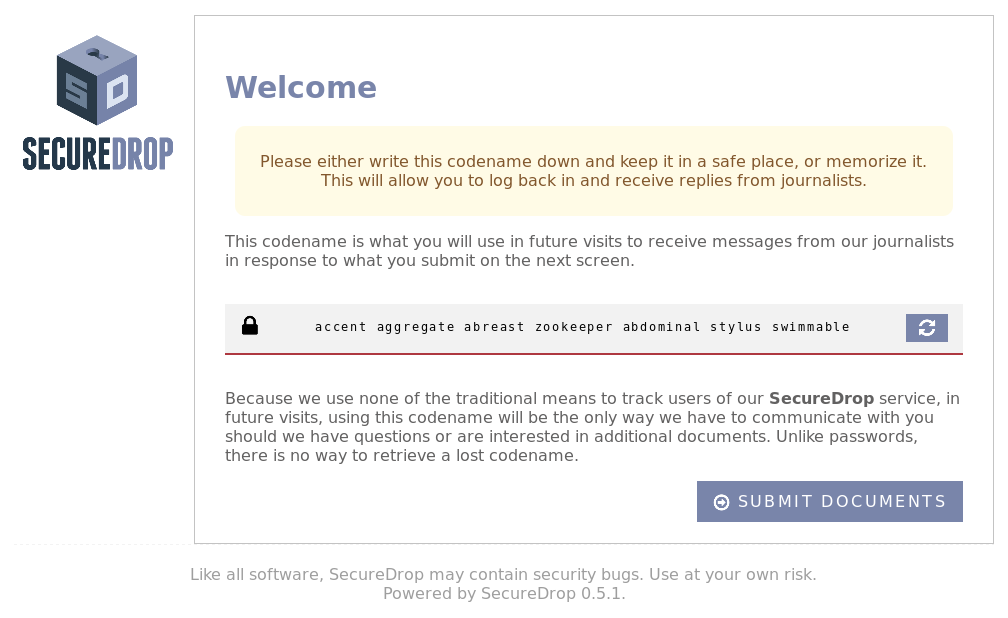 SD
SECUREDROP
Welcome
Please either write this codename down and keep it in a safe place, or memorize it.
This will allow you to log back in and receive replies from journalists.
This codename is what you will use in future visits to receive messages from our journalists
in response to what you submit on the next screen.
accent aggregate abreast zookeeper abdominal stylus swimmable
Because we use none of the traditional means to track users of our SecureDrop service, in
future visits, using this codename will be the only way we have to communicate with you
should we have questions or are interested in additional documents. Unlike passwords,
there is no way to retrieve a lost codename.
SUBMIT DOCUMENTS
Like all software, SecureDrop may contain security bugs. Use at your own risk.
Powered by SecureDrop 0.5.1.